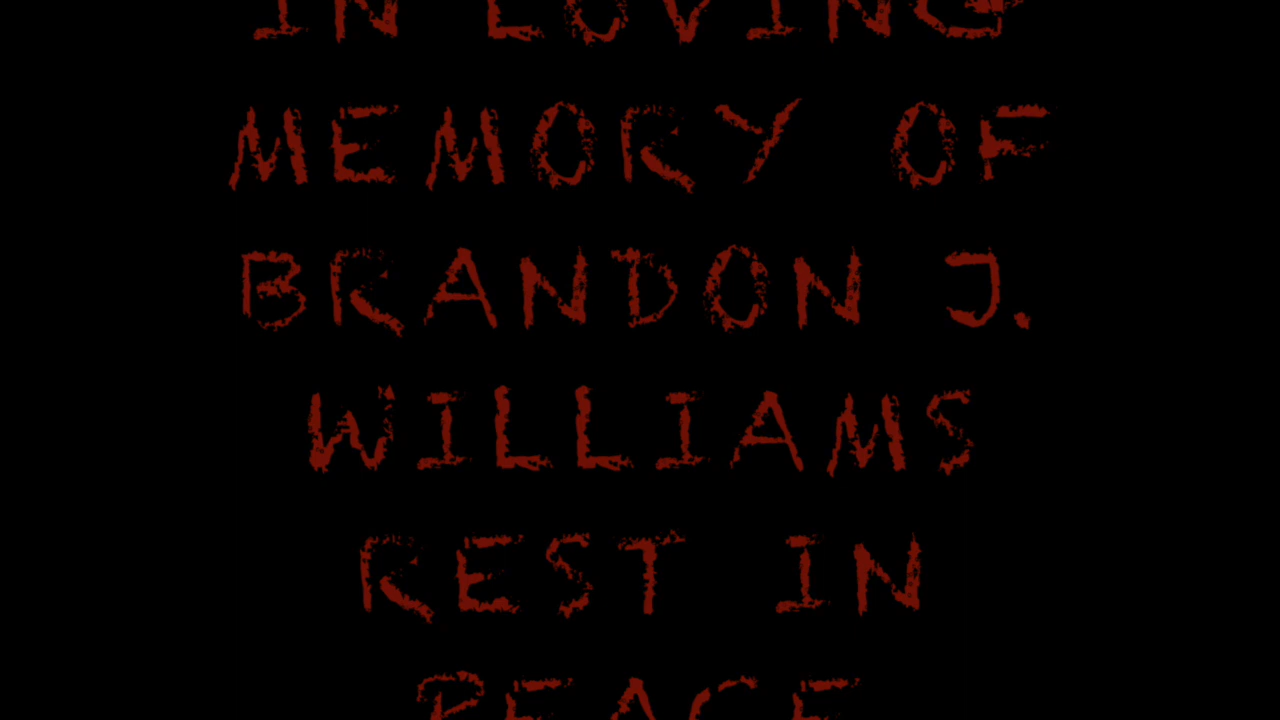 IN LOVING
MEMORY OF
BRANDON J.
WILLIAMS
REST IN
PEACE